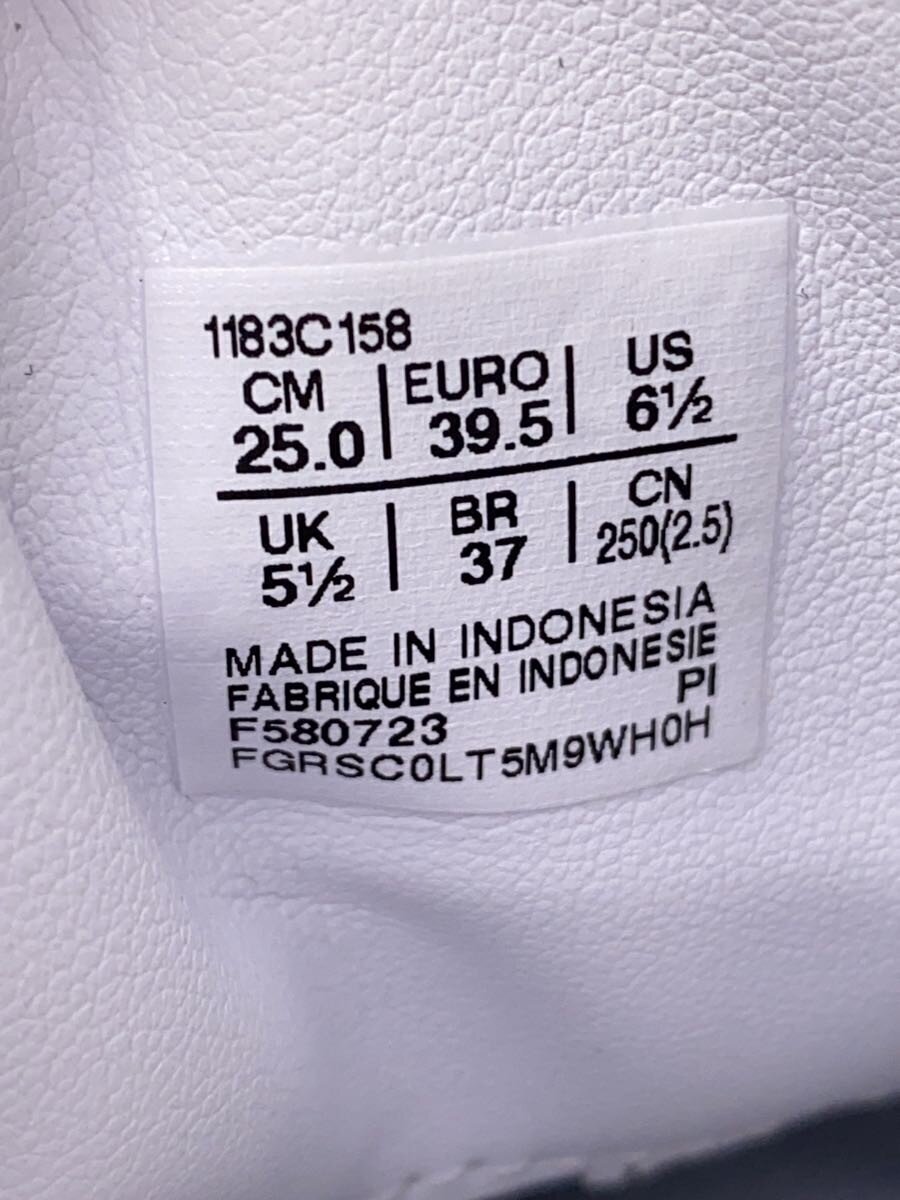 1183C158
CM | EURO | US
25.0 | 39.5 | 6½
UK | BR | CN
5½ | 37 | 250(2.5)
MADE IN INDONESIA
FABRIQUE EN INDONESIE
PI
F580723
FGRSC0LT5M9WH0H